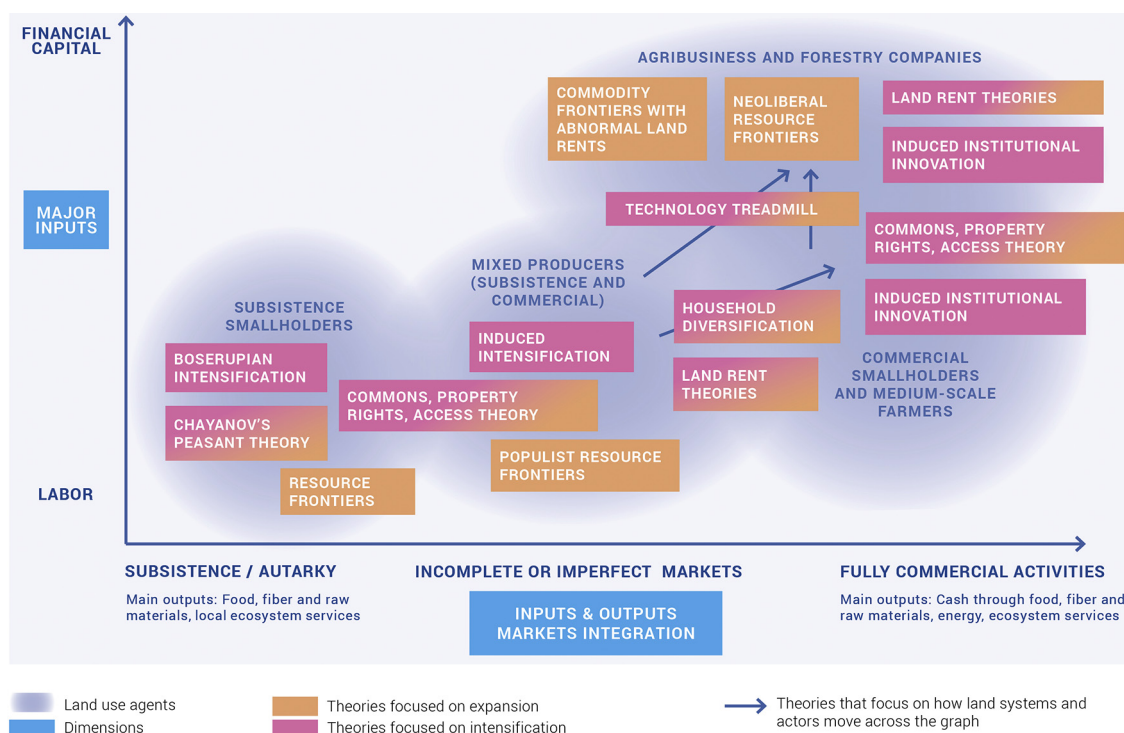 FINANCIAL
CAPITAL
AGRIBUSINESS AND FORESTRY COMPANIES
COMMODITY
FRONTIERS WITH
ABNORMAL LAND
RENTS
NEOLIBERAL
RESOURCE
FRONTIERS
LAND RENT THEORIES
INDUCED INSTITUTIONAL
INNOVATION
MAJOR
INPUTS
TECHNOLOGY TREADMILL
COMMONS, PROPERTY
RIGHTS, ACCESS THEORY
MIXED PRODUCERS
(SUBSISTENCE AND
COMMERCIAL)
SUBSISTENCE
SMALLHOLDERS
HOUSEHOLD
DIVERSIFICATION
INDUCED INSTITUTIONAL
INNOVATION
INDUCED
INTENSIFICATION
BOSERUPIAN
INTENSIFICATION
LAND RENT
THEORIES
COMMERCIAL
SMALLHOLDERS
AND MEDIUM-SCALE
FARMERS
COMMONS, PROPERTY
RIGHTS, ACCESS THEORY
CHAYANOV'S
PEASANT THEORY
POPULIST RESOURCE
FRONTIERS
RESOURCE
FRONTIERS
LABOR
SUBSISTENCE / AUTARKY
INCOMPLETE OR IMPERFECT MARKETS
FULLY COMMERCIAL ACTIVITIES
Main outputs: Food, fiber and raw
materials, local ecosystem services
Main outputs: Cash through food, fiber and
raw materials, energy, ecosystem services
INPUTS & OUTPUTS
MARKETS INTEGRATION
Land use agents
Dimensions
Theories focused on expansion
Theories focused on intensification
Theories that focus on how land systems and
actors move across the graph